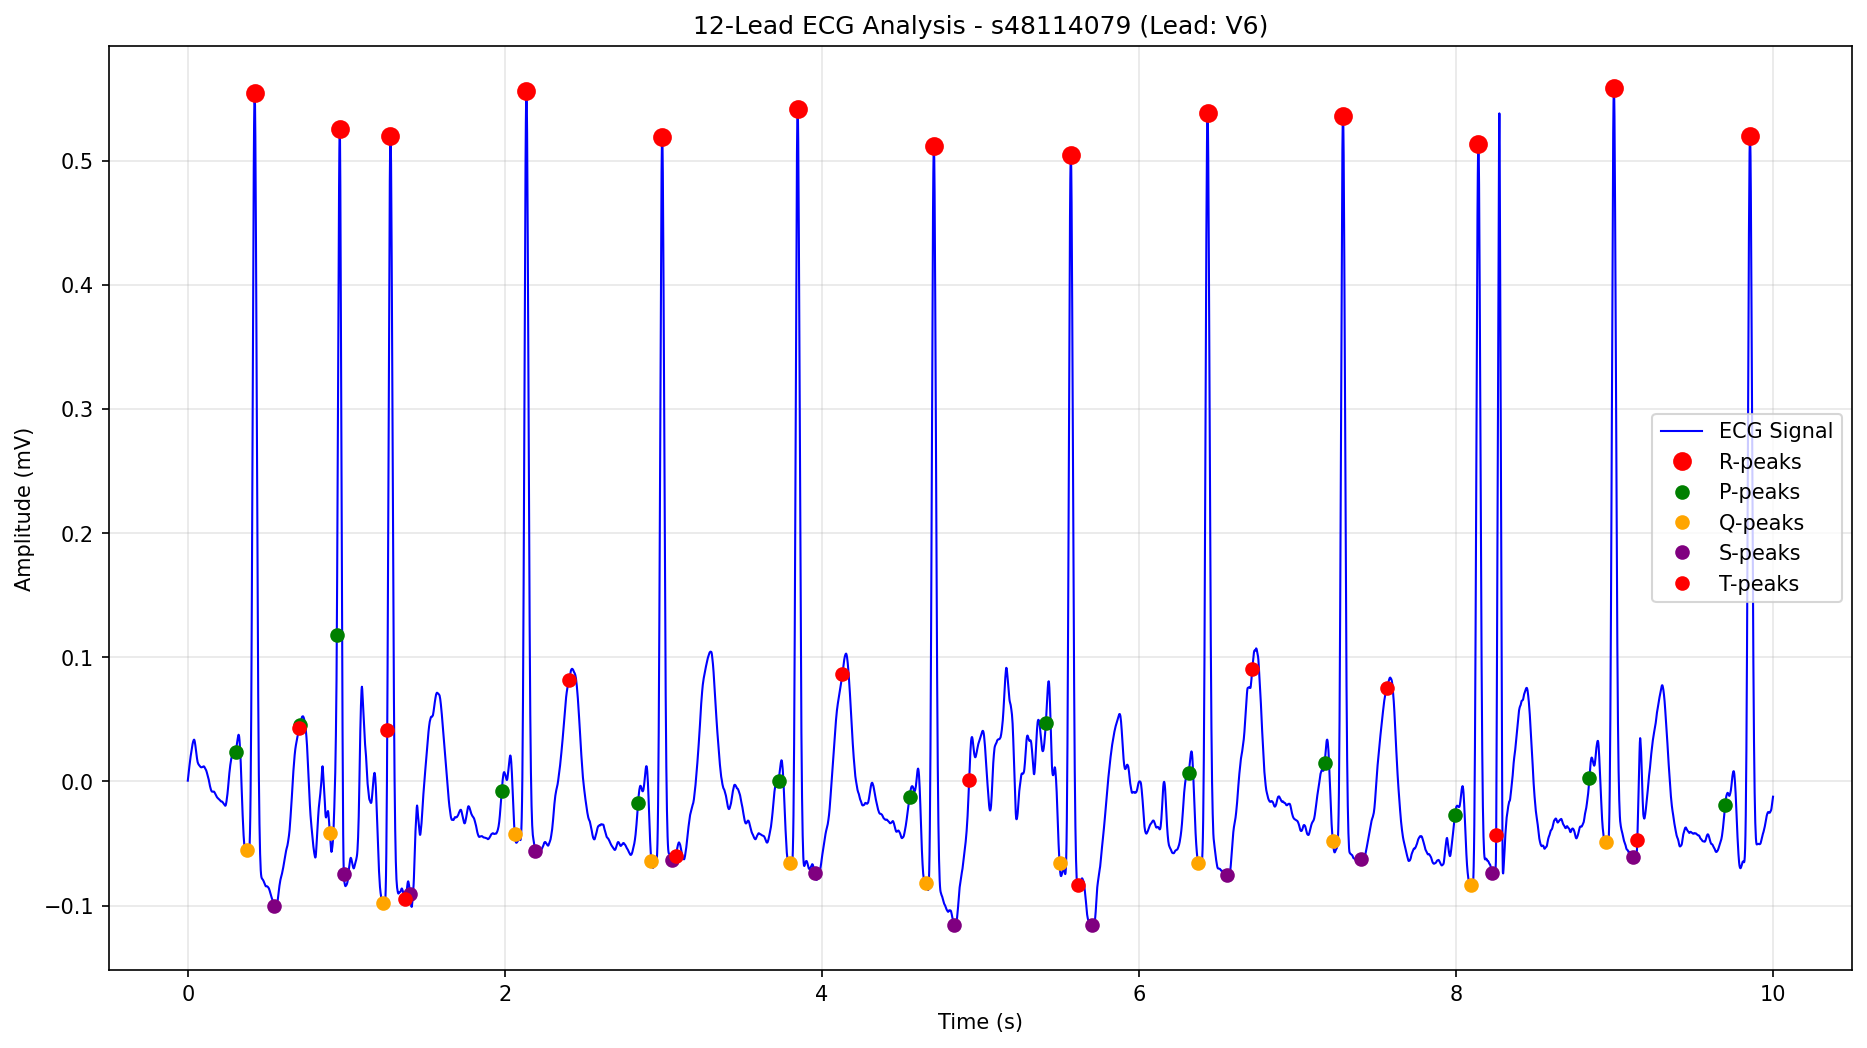 12-Lead ECG Analysis - s48114079 (Lead: V6)
Amplitude (mV)
0.5
0.4
0.3
0.2
0.1
0.0
−0.1
ECG Signal
R-peaks
P-peaks
Q-peaks
S-peaks
T-peaks
0 2 4 6 8 10
Time (s)